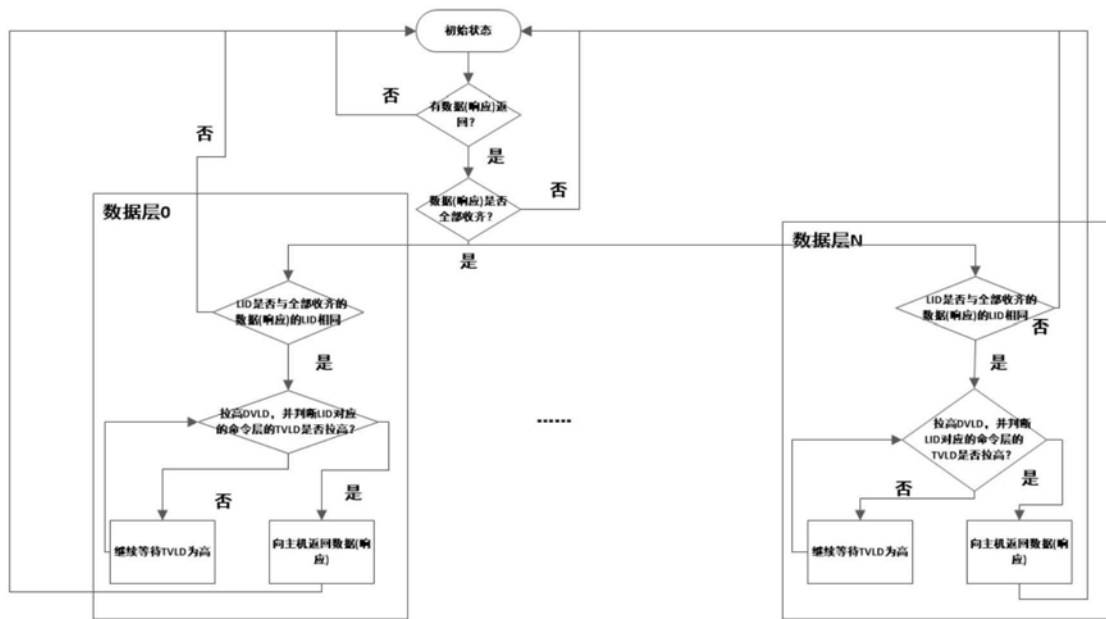 初始状态
否
有数据(响应)返
回?
否
是
数据(响应)是否
全部收齐?
否
数据层0
是
数据层N
LID是否与全部收齐的
数据(响应)的LID相同
LID是否与全部收齐的
数据(响应)的LID相同
否
是
是
拉高DVLD,并判断LID对应
的命令层的TVLD是否拉高?
......
拉高DVLD,并判断
LID对应的命令层的
TVLD是否拉高?
否
是
否
是
继续等待TVLD为高
向主机返回数据(响
应)
继续等待TVLD为高
向主机返回数据(响
应)